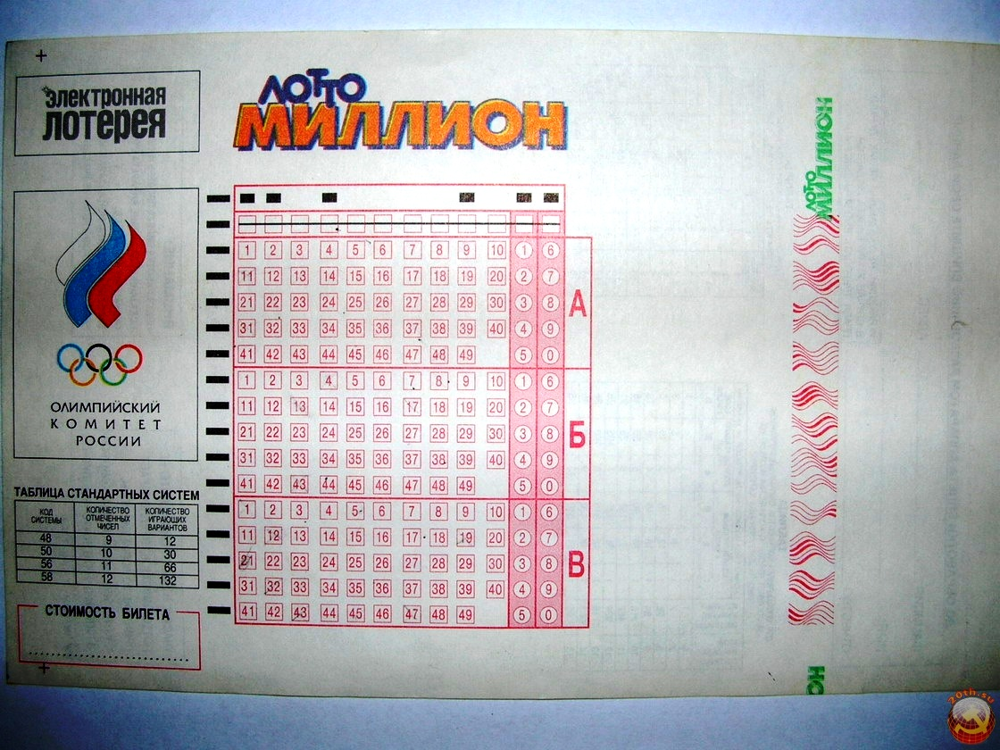 электронная
лотерея
ЛОТТО
МИЛЛИОН
ОЛИМПИЙСКИЙ
КОМИТЕТ
РОССИИ
ТАБЛИЦА СТАНДАРТНЫХ СИСТЕМ
КОД СИСТЕМЫ КОЛИЧЕСТВО ОТМЕЧЕННЫХ ЧИСЕЛ КОЛИЧЕСТВО ИГРАЮЩИХ ВАРИАНТОВ
48 9 12
50 10 30
56 11 66
58 12 132
СТОИМОСТЬ БИЛЕТА
1 2 3 4 5 6 7 8 9 10 1 6
11 12 13 14 15 16 17 18 19 20 2 7
21 22 23 24 25 26 27 28 29 30 3 8
31 32 33 34 35 36 37 38 39 40 4 9
41 42 43 44 45 46 47 48 49 5 0
А
1 2 3 4 5 6 7 8 9 10 1 6
11 12 13 14 15 16 17 18 19 20 2 7
21 22 23 24 25 26 27 28 29 30 3 8
31 32 33 34 35 36 37 38 39 40 4 9
41 42 43 44 45 46 47 48 49 5 0
Б
1 2 3 4 5 6 7 8 9 10 1 6
11 12 13 14 15 16 17 18 19 20 2 7
21 22 23 24 25 26 27 28 29 30 3 8
31 32 33 34 35 36 37 38 39 40 4 9
41 42 43 44 45 46 47 48 49 5 0
В
ЛОТТО
МИЛЛИОН
ОН
20th.su